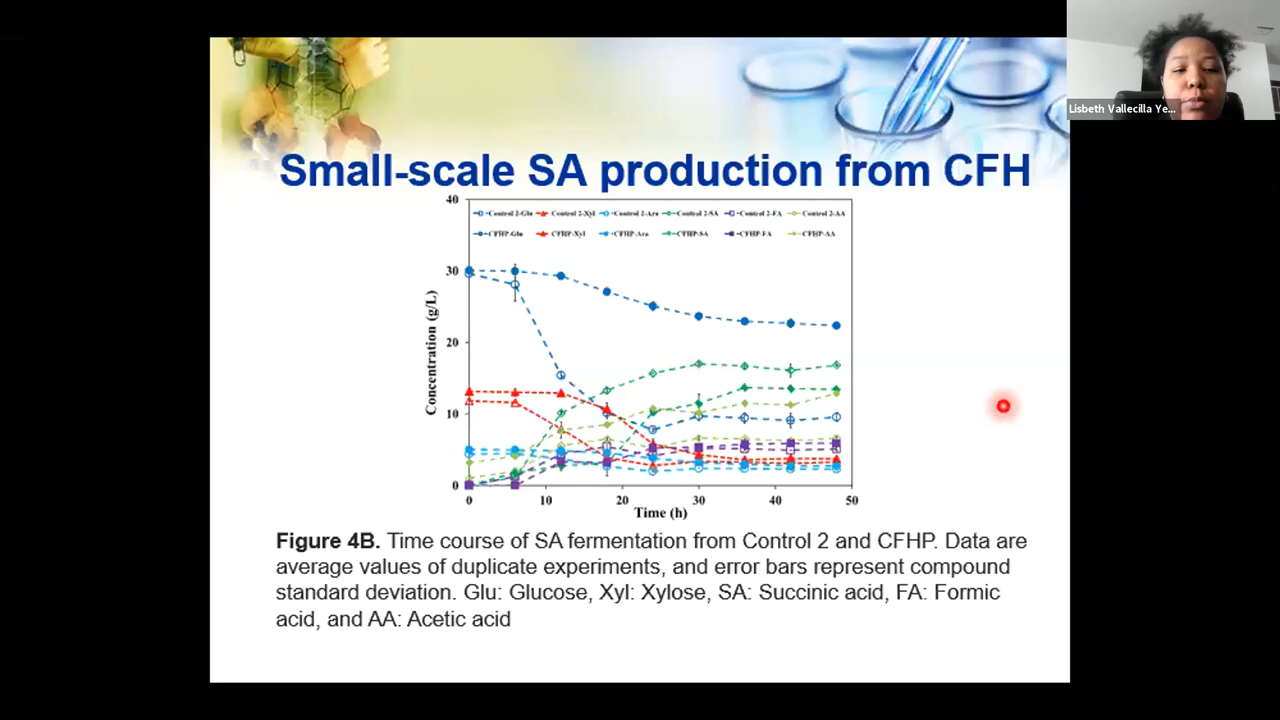 Lisbeth Vallecilla Ye...
Small-scale SA production from CFH
Control 2-Glu Control 2-Xyl Control 2-Ara Control 2-SA Control 2-FA Control 2-AA
CFHP-Glu CFHP-Xyl CFHP-Ara CFHP-SA CFHP-FA CFHP-AA
40
30
20
10
0
Concentration (g/L)
0 10 20 30 40 50
Time (h)
Figure 4B. Time course of SA fermentation from Control 2 and CFHP. Data are
average values of duplicate experiments, and error bars represent compound
standard deviation. Glu: Glucose, Xyl: Xylose, SA: Succinic acid, FA: Formic
acid, and AA: Acetic acid